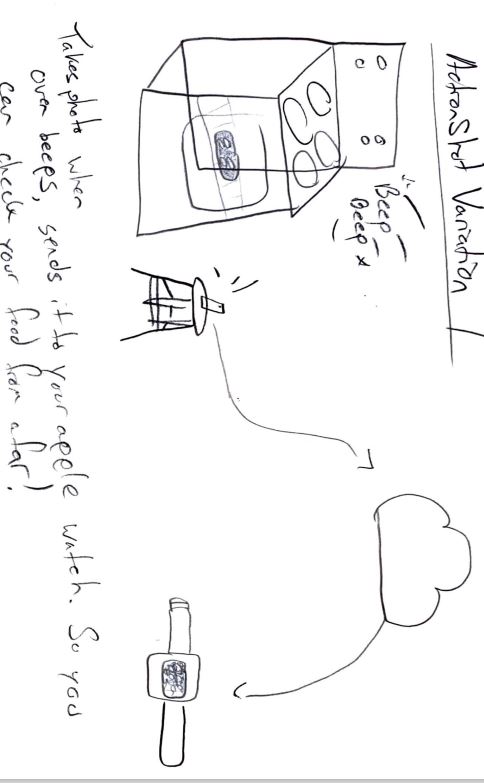 ActionShot Variation 1
Beep
Beep
Takes photo when
oven beeps, sends it to your apple watch. So you
can check your food from afar!